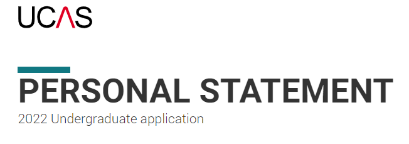 UCAS
PERSONAL STATEMENT
2022 Undergraduate application